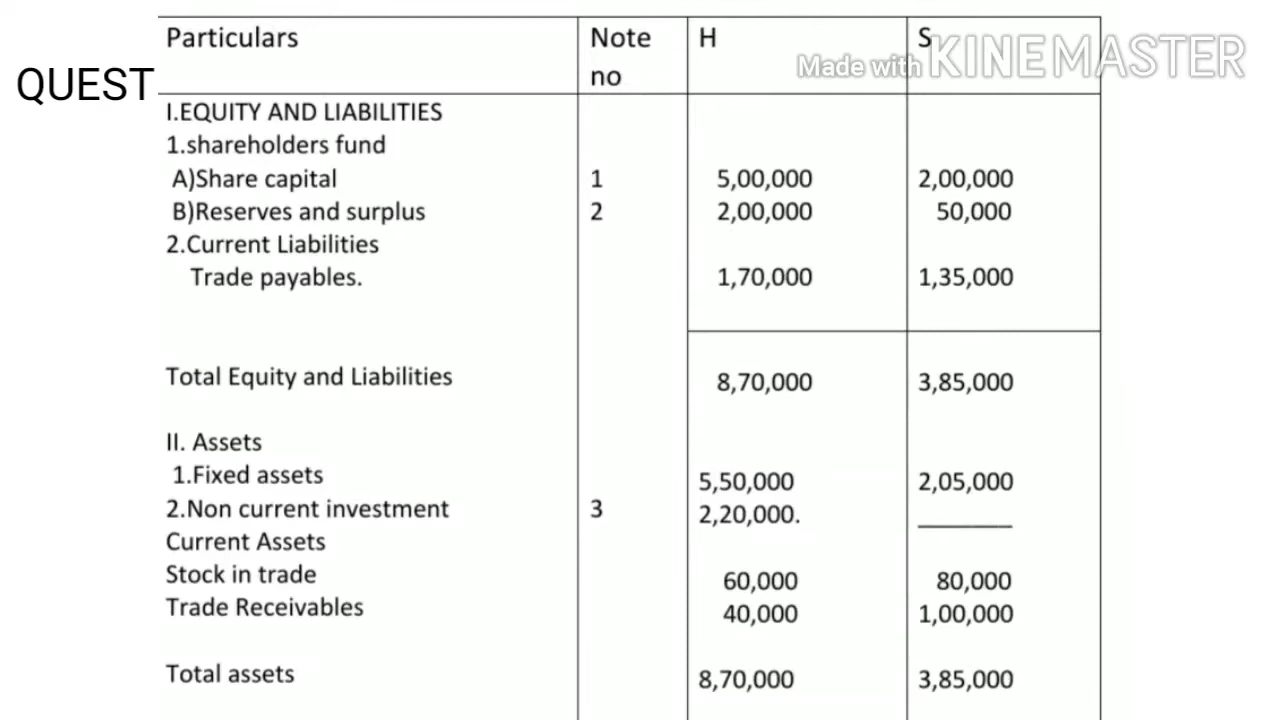 Particulars Note no H S
Made with KINEMASTER
QUEST
I.EQUITY AND LIABILITIES
1.shareholders fund
A)Share capital 1 5,00,000 2,00,000
B)Reserves and surplus 2 2,00,000 50,000
2.Current Liabilities
Trade payables. 1,70,000 1,35,000
Total Equity and Liabilities 8,70,000 3,85,000
II. Assets
1.Fixed assets 5,50,000 2,05,000
2.Non current investment 3 2,20,000.
Current Assets
Stock in trade 60,000 80,000
Trade Receivables 40,000 1,00,000
Total assets 8,70,000 3,85,000